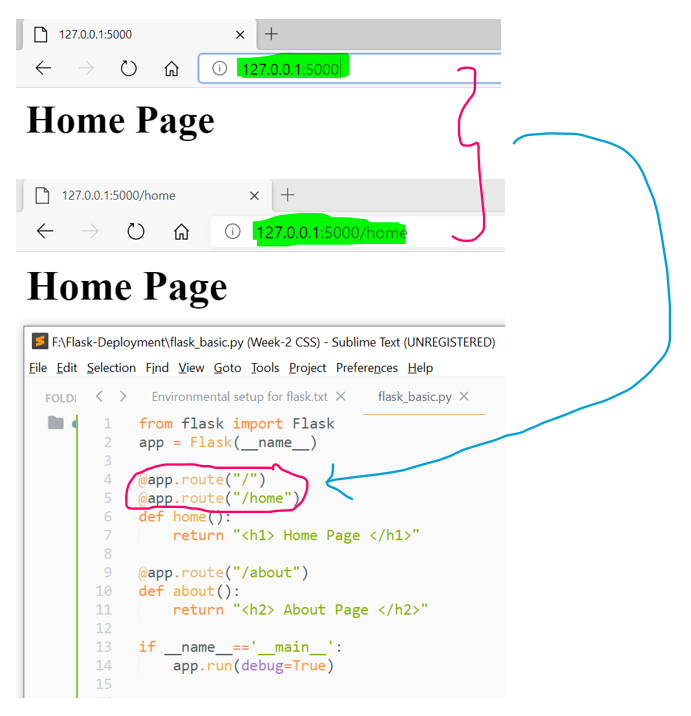 127.0.0.1:5000
127.0.0.1:5000
Home Page
127.0.0.1:5000/home
127.0.0.1:5000/home
Home Page
F:\Flask-Deployment\flask_basic.py (Week-2 CSS) - Sublime Text (UNREGISTERED)
File Edit Selection Find View Goto Tools Project Preferences Help
FOLD Environmental setup for flask.txt flask_basic.py
1 from flask import Flask
2 app = Flask(__name__)
3
4 @app.route("/")
5 @app.route("/home")
6 def home():
7 return "<h1> Home Page </h1>"
8
9 @app.route("/about")
10 def about():
11 return "<h2> About Page </h2>"
12
13 if __name__=='__main__':
14 app.run(debug=True)
15